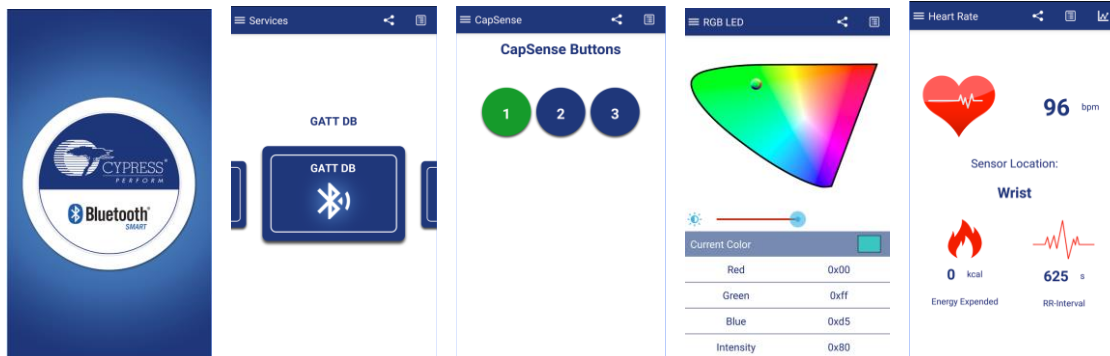 CYPRESS®
PERFORM
Bluetooth®
SMART
Services
GATT DB
GATT DB
CapSense
CapSense Buttons
1 2 3
RGB LED
Current Color
Red 0x00
Green 0xff
Blue 0xd5
Intensity 0x80
Heart Rate
96 bpm
Sensor Location:
Wrist
0 kcal 625 s
Energy Expended RR-Interval